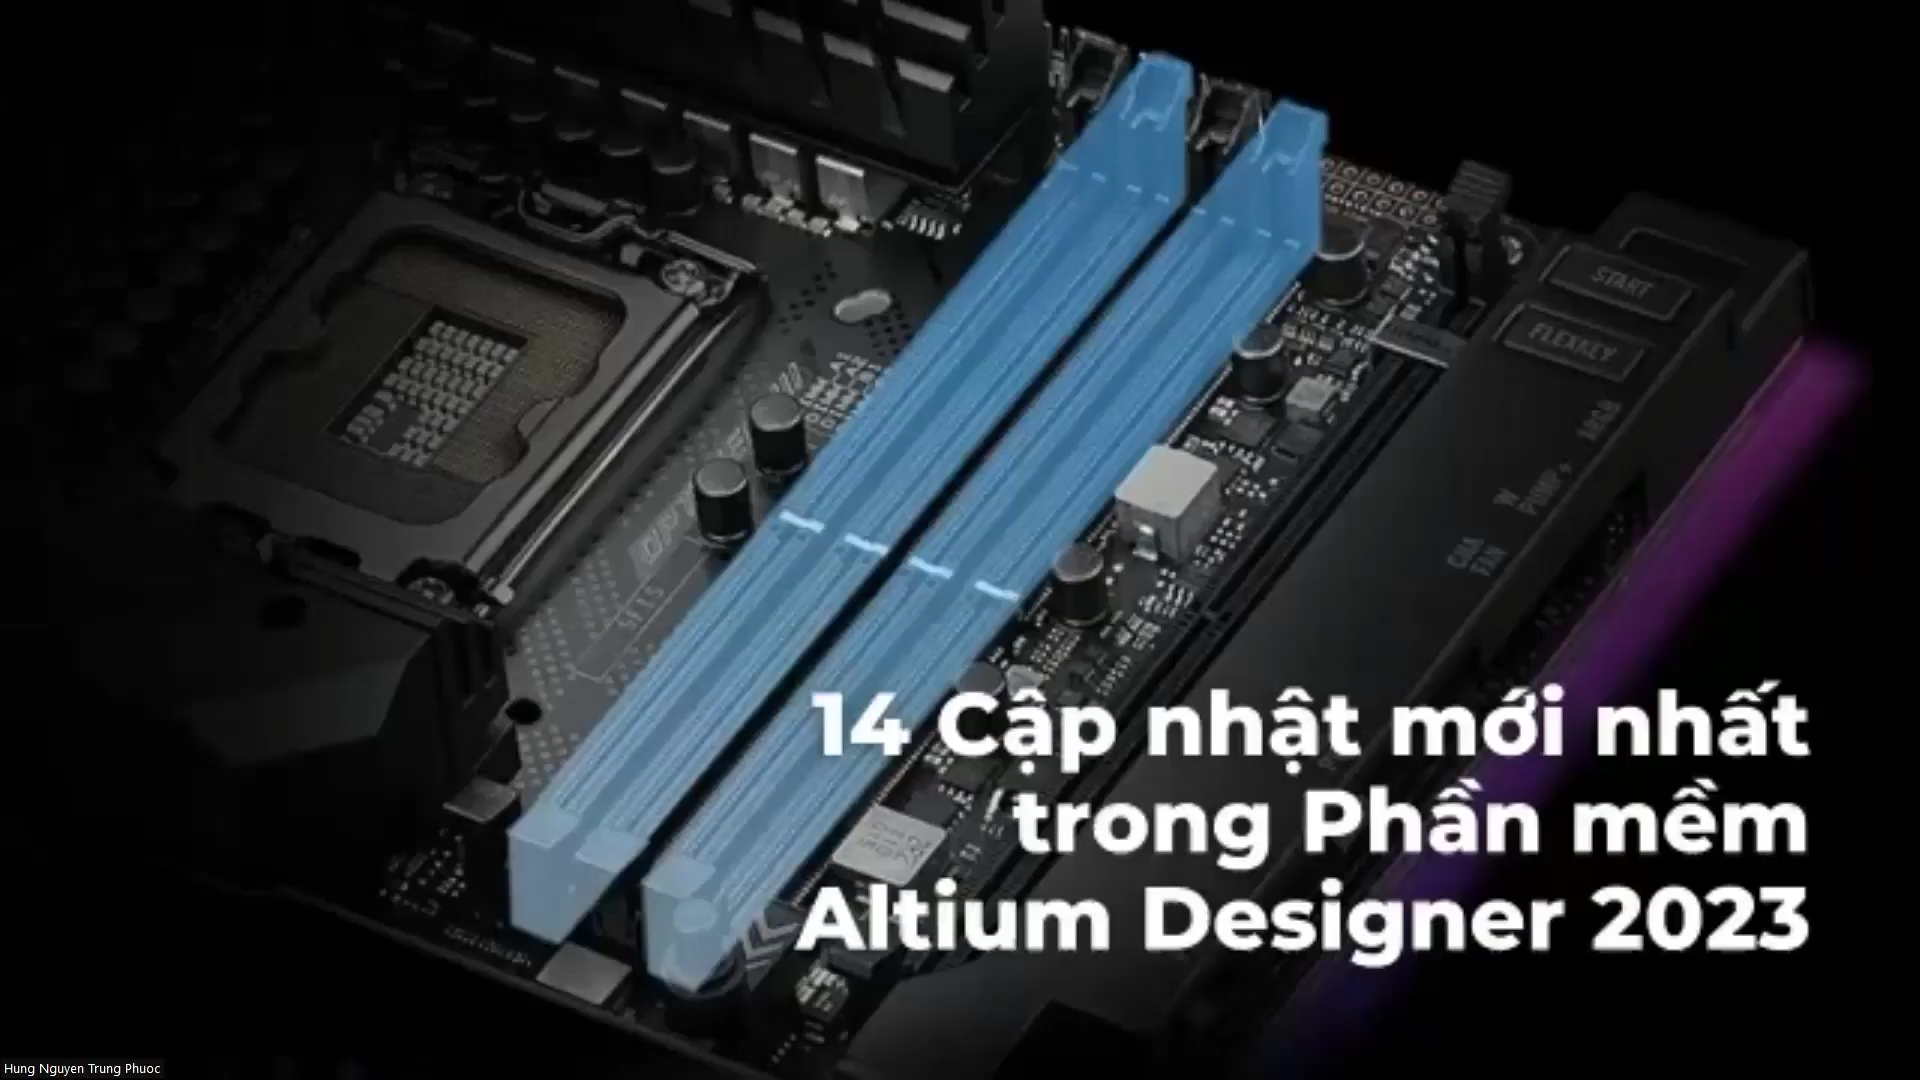 START
FLEXKEY
14 Cập nhật mới nhất
trong Phần mềm
Altium Designer 2023
Hung Nguyen Trung Phuoc